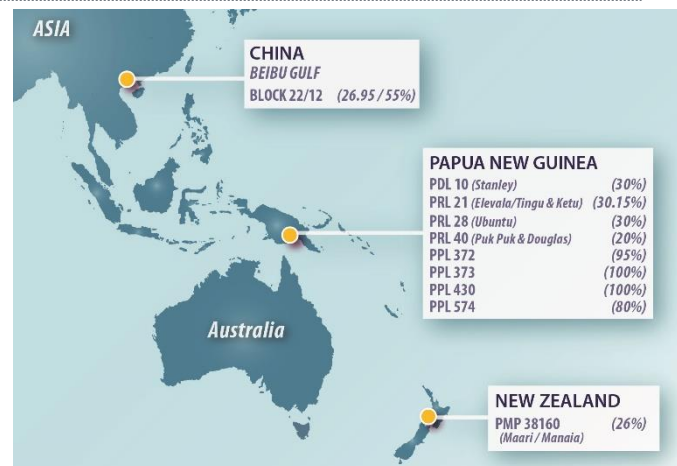 ASIA
CHINA
BEIBU GULF
BLOCK 22/12 (26.95 / 55%)
PAPUA NEW GUINEA
PDL 10 (Stanley) (30%)
PRL 21 (Elevala/Tingu & Ketu) (30.15%)
PRL 28 (Ubuntu) (30%)
PRL 40 (Puk Puk & Douglas) (20%)
PPL 372 (95%)
PPL 373 (100%)
PPL 430 (100%)
PPL 574 (80%)
Australia
NEW ZEALAND
PMP 38160 (26%)
(Maari / Manaia)